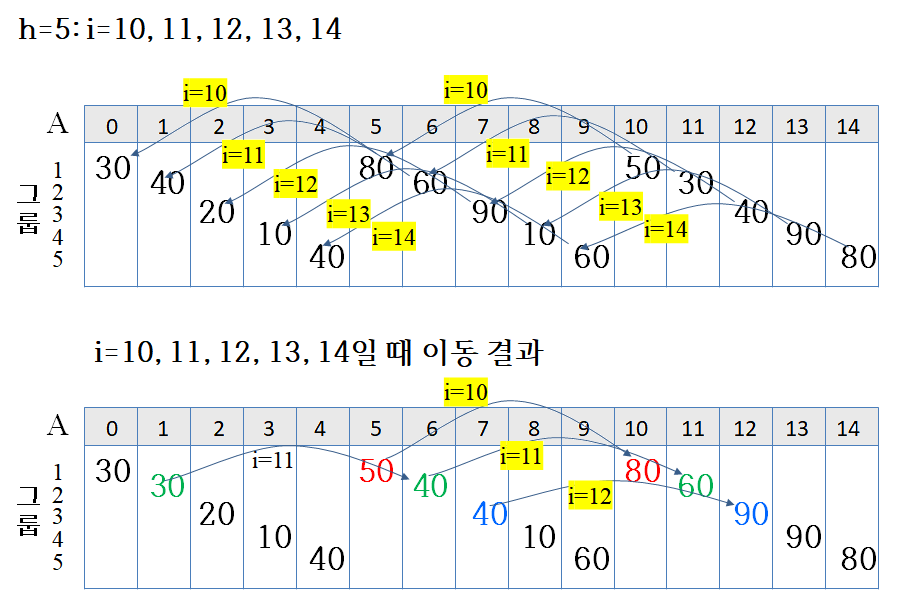 h=5: i=10, 11, 12, 13, 14
i=10 i=10
A 0 1 2 3 4 5 6 7 8 9 10 11 12 13 14
i=11 i=11
그룹
1 30 80 50
2 40 60 30
i=12 i=12
3 20 90 40
i=13 i=13
4 10 10 90
i=14 i=14
5 40 60 80
i=10, 11, 12, 13, 14일 때 이동 결과
i=10
A 0 1 2 3 4 5 6 7 8 9 10 11 12 13 14
i=11 i=11
그룹
1 30 50 80
2 30 40 60
i=12
3 20 40 90
4 10 10 90
5 40 60 80